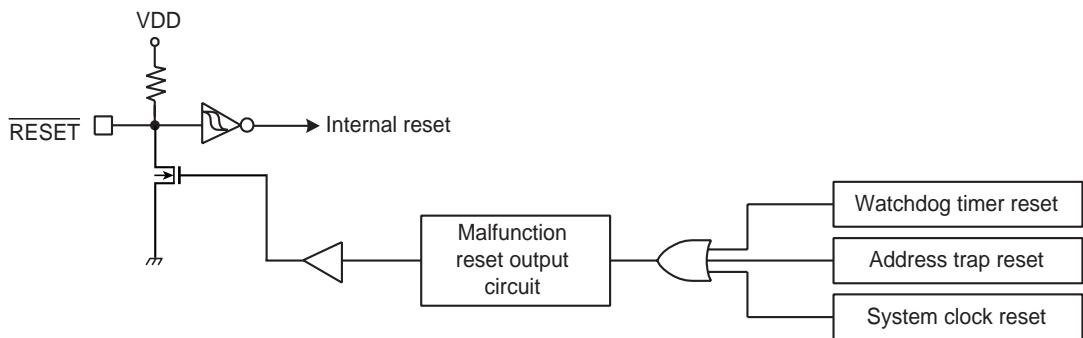 VDD
RESET
Internal reset
Malfunction
reset output
circuit
Watchdog timer reset
Address trap reset
System clock reset